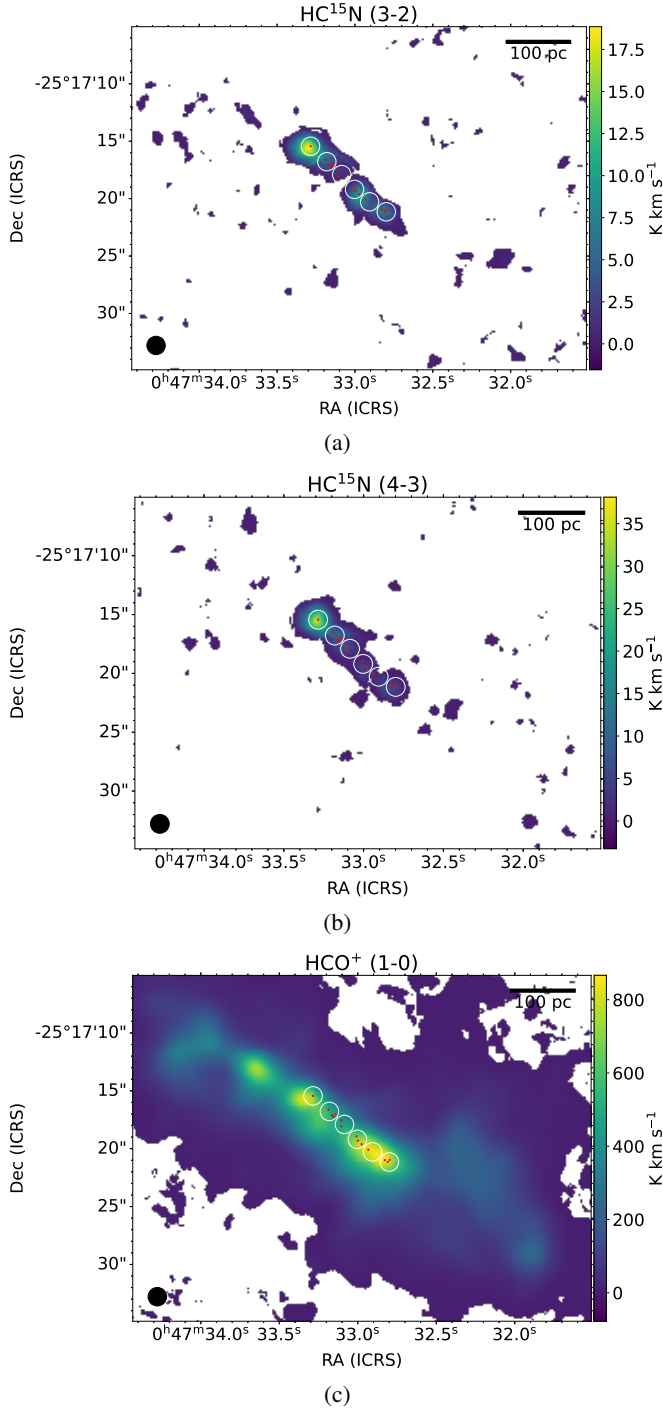 HC¹⁵N (3-2)
100 pc
-25°17'10"
15"
20"
25"
30"
Dec (ICRS)
0ʰ47ᵐ34.0ˢ 33.5ˢ 33.0ˢ 32.5ˢ 32.0ˢ
RA (ICRS)
17.5
15.0
12.5
10.0
7.5
5.0
2.5
0.0
K km s⁻¹
(a)
HC¹⁵N (4-3)
100 pc
-25°17'10"
15"
20"
25"
30"
Dec (ICRS)
0ʰ47ᵐ34.0ˢ 33.5ˢ 33.0ˢ 32.5ˢ 32.0ˢ
RA (ICRS)
35
30
25
20
15
10
5
0
K km s⁻¹
(b)
HCO⁺ (1-0)
100 pc
-25°17'10"
15"
20"
25"
30"
Dec (ICRS)
0ʰ47ᵐ34.0ˢ 33.5ˢ 33.0ˢ 32.5ˢ 32.0ˢ
RA (ICRS)
800
600
400
200
0
K km s⁻¹
(c)